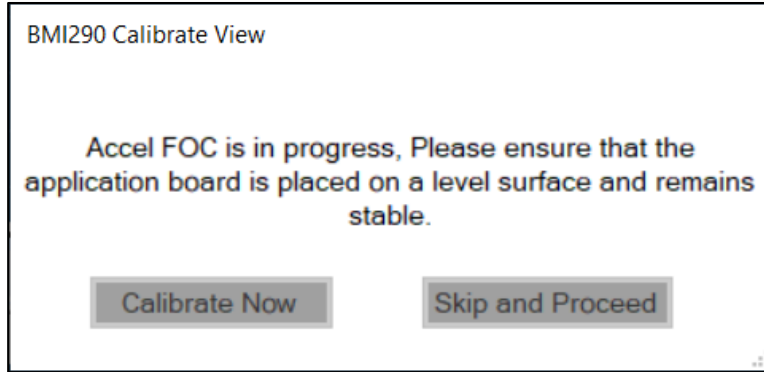 BMI290 Calibrate View
Accel FOC is in progress, Please ensure that the
application board is placed on a level surface and remains
stable.
Calibrate Now
Skip and Proceed